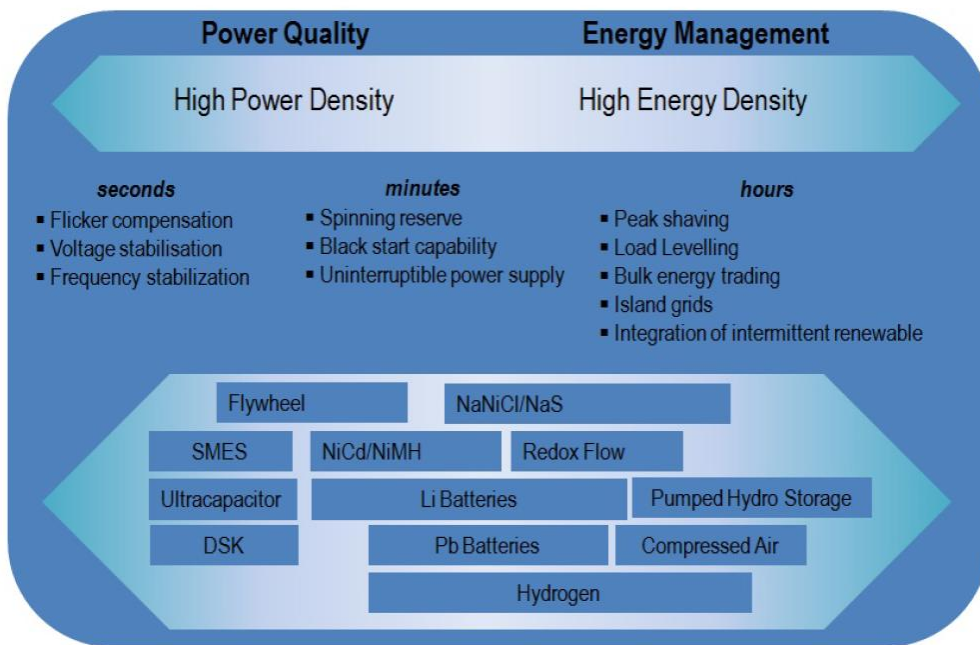 Power Quality
Energy Management
High Power Density
High Energy Density
seconds
▪ Flicker compensation
▪ Voltage stabilisation
▪ Frequency stabilization
minutes
▪ Spinning reserve
▪ Black start capability
▪ Uninterruptible power supply
hours
▪ Peak shaving
▪ Load Levelling
▪ Bulk energy trading
▪ Island grids
▪ Integration of intermittent renewable
Flywheel
NaNiCl/NaS
SMES
NiCd/NiMH
Redox Flow
Ultracapacitor
Li Batteries
Pumped Hydro Storage
DSK
Pb Batteries
Compressed Air
Hydrogen